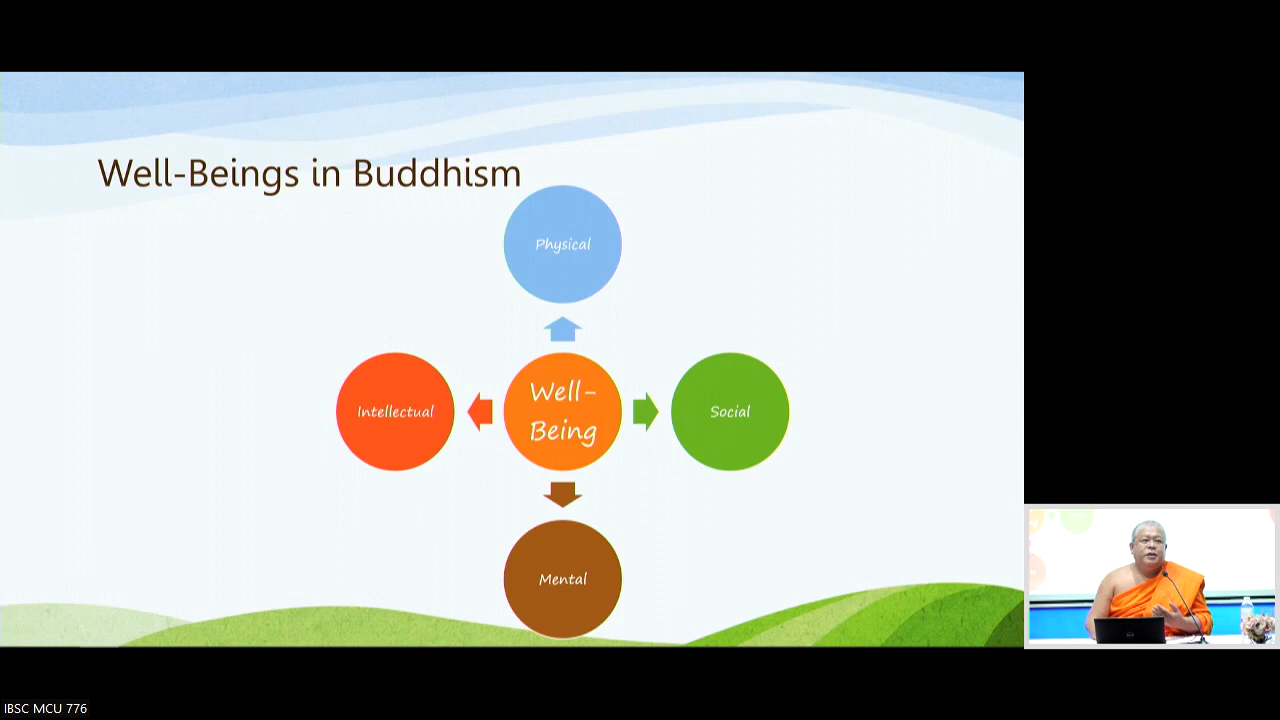 Well-Beings in Buddhism
Physical
Intellectual
Well-
Being
Social
Mental
IBSC MCU 776